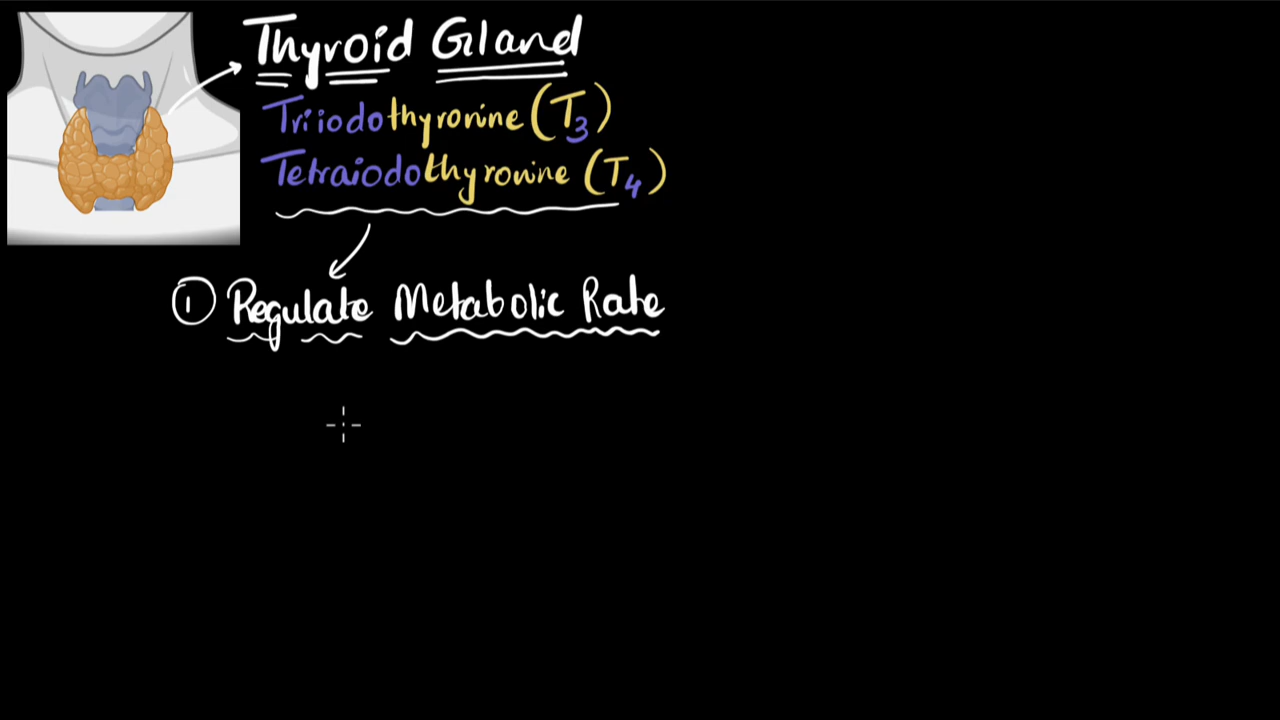 Thyroid Gland
Triiodothyronine (T3)
Tetraiodothyronine (T4)
① Regulate Metabolic Rate